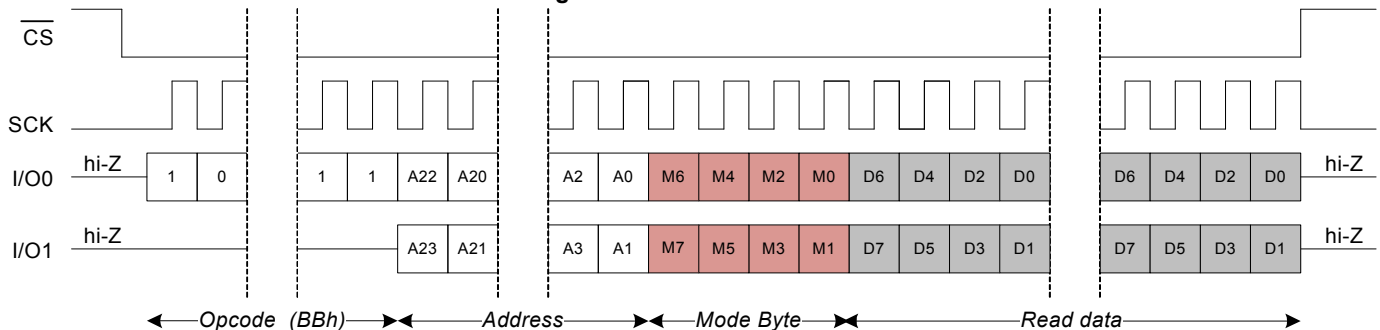 g
CS
SCK
I/O0 hi-Z 1 0 1 1 A22 A20 A2 A0 M6 M4 M2 M0 D6 D4 D2 D0 D6 D4 D2 D0 hi-Z
I/O1 hi-Z A23 A21 A3 A1 M7 M5 M3 M1 D7 D5 D3 D1 D7 D5 D3 D1 hi-Z
Opcode (BBh) Address Mode Byte Read data